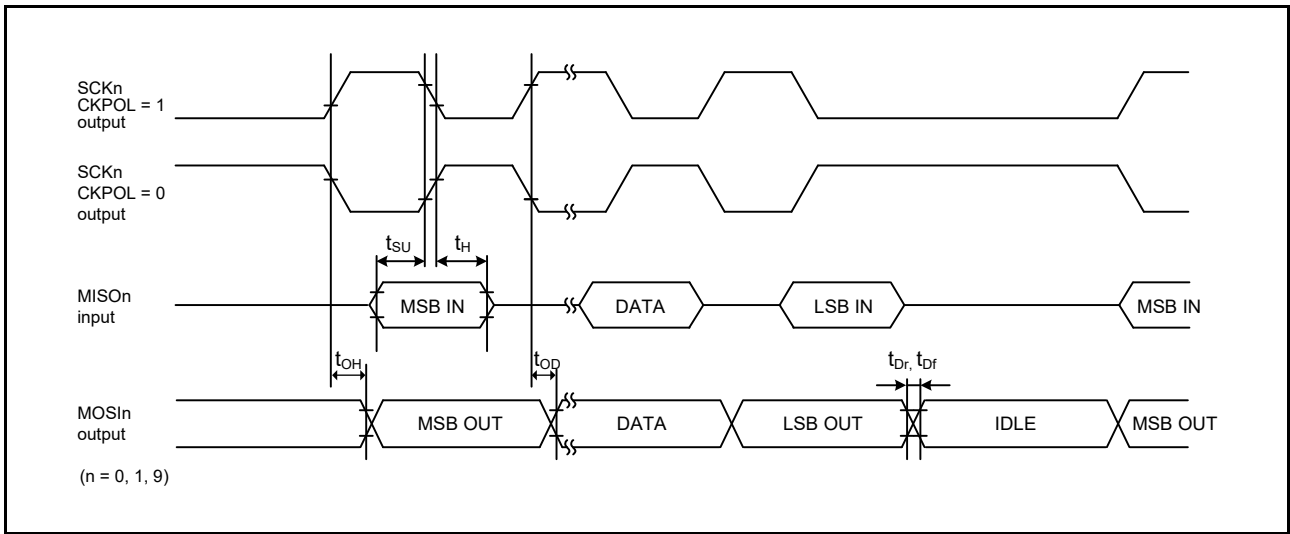 SCKn
CKPOL = 1
output
SCKn
CKPOL = 0
output
tSU
tH
MISOn
input
MSB IN
DATA
LSB IN
MSB IN
tOH
tOD
tDr, tDf
MOSIn
output
MSB OUT
DATA
LSB OUT
IDLE
MSB OUT
(n = 0, 1, 9)